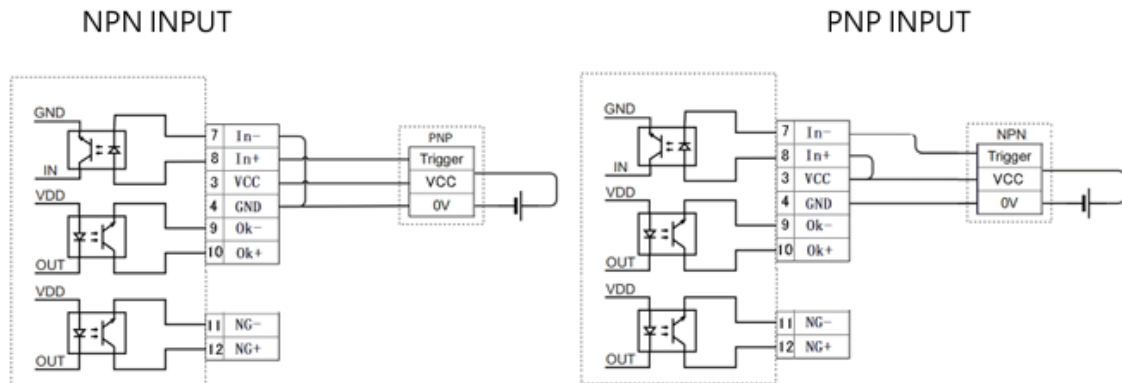 NPN INPUT
GND
IN
VDD
OUT
VDD
OUT
7 In-
8 In+
3 VCC
4 GND
9 Ok-
10 Ok+
11 NG-
12 NG+
PNP
Trigger
VCC
0V
PNP INPUT
GND
IN
VDD
OUT
VDD
OUT
7 In-
8 In+
3 VCC
4 GND
9 Ok-
10 Ok+
11 NG-
12 NG+
NPN
Trigger
VCC
0V